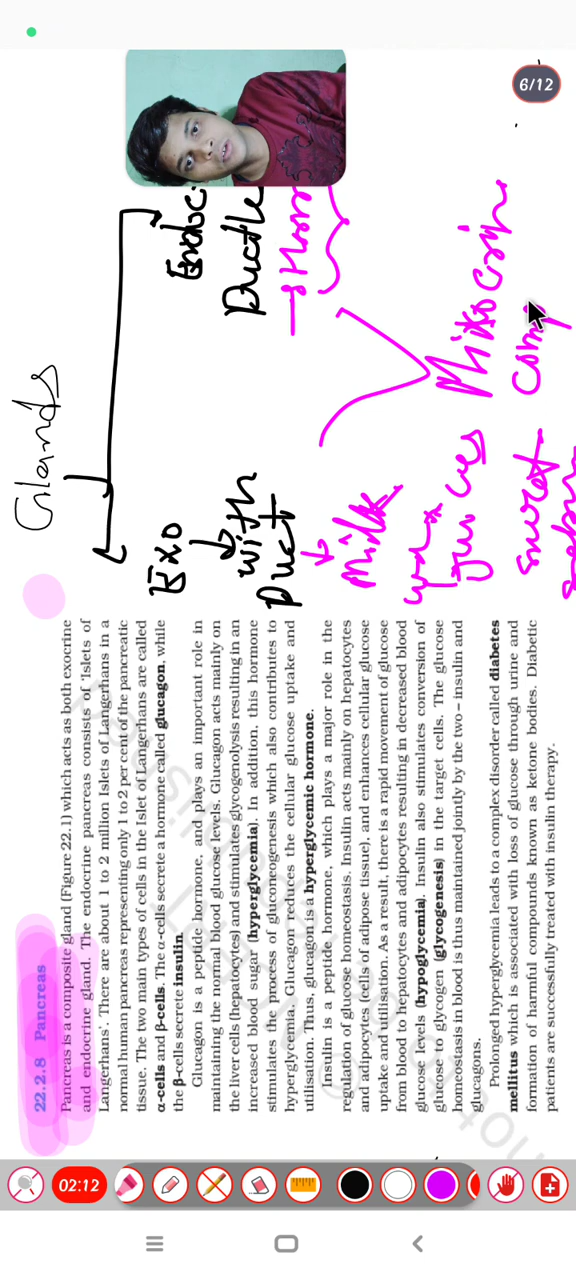 6/12
Glands
Exo
Endoc
With
Duct
Ductle
Milk
22.2.8 Pancreas
Pancreas is a composite gland (Figure 22.1) which acts as both exocrine
and endocrine gland. The endocrine pancreas consists of 'Islets of
Langerhans'. There are about 1 to 2 million Islets of Langerhans in a
normal human pancreas representing only 1 to 2 per cent of the pancreatic
tissue. The two main types of cells in the Islet of Langerhans are called
α-cells and β-cells. The α-cells secrete a hormone called glucagon, while
the β-cells secrete insulin.
Glucagon is a peptide hormone, and plays an important role in
maintaining the normal blood glucose levels. Glucagon acts mainly on
the liver cells (hepatocytes) and stimulates glycogenolysis resulting in an
increased blood sugar (hyperglycemia). In addition, this hormone
stimulates the process of gluconeogenesis which also contributes to
hyperglycemia. Glucagon reduces the cellular glucose uptake and
utilisation. Thus, glucagon is a hyperglycemic hormone.
Insulin is a peptide hormone, which plays a major role in the
regulation of glucose homeostasis. Insulin acts mainly on hepatocytes
and adipocytes (cells of adipose tissue), and enhances cellular glucose
uptake and utilisation. As a result, there is a rapid movement of glucose
from blood to hepatocytes and adipocytes resulting in decreased blood
glucose levels (hypoglycemia). Insulin also stimulates conversion of
glucose to glycogen (glycogenesis) in the target cells. The glucose
homeostasis in blood is thus maintained jointly by the two – insulin and
glucagons.
Prolonged hyperglycemia leads to a complex disorder called diabetes
mellitus which is associated with loss of glucose through urine and
formation of harmful compounds known as ketone bodies. Diabetic
patients are successfully treated with insulin therapy.
02:12